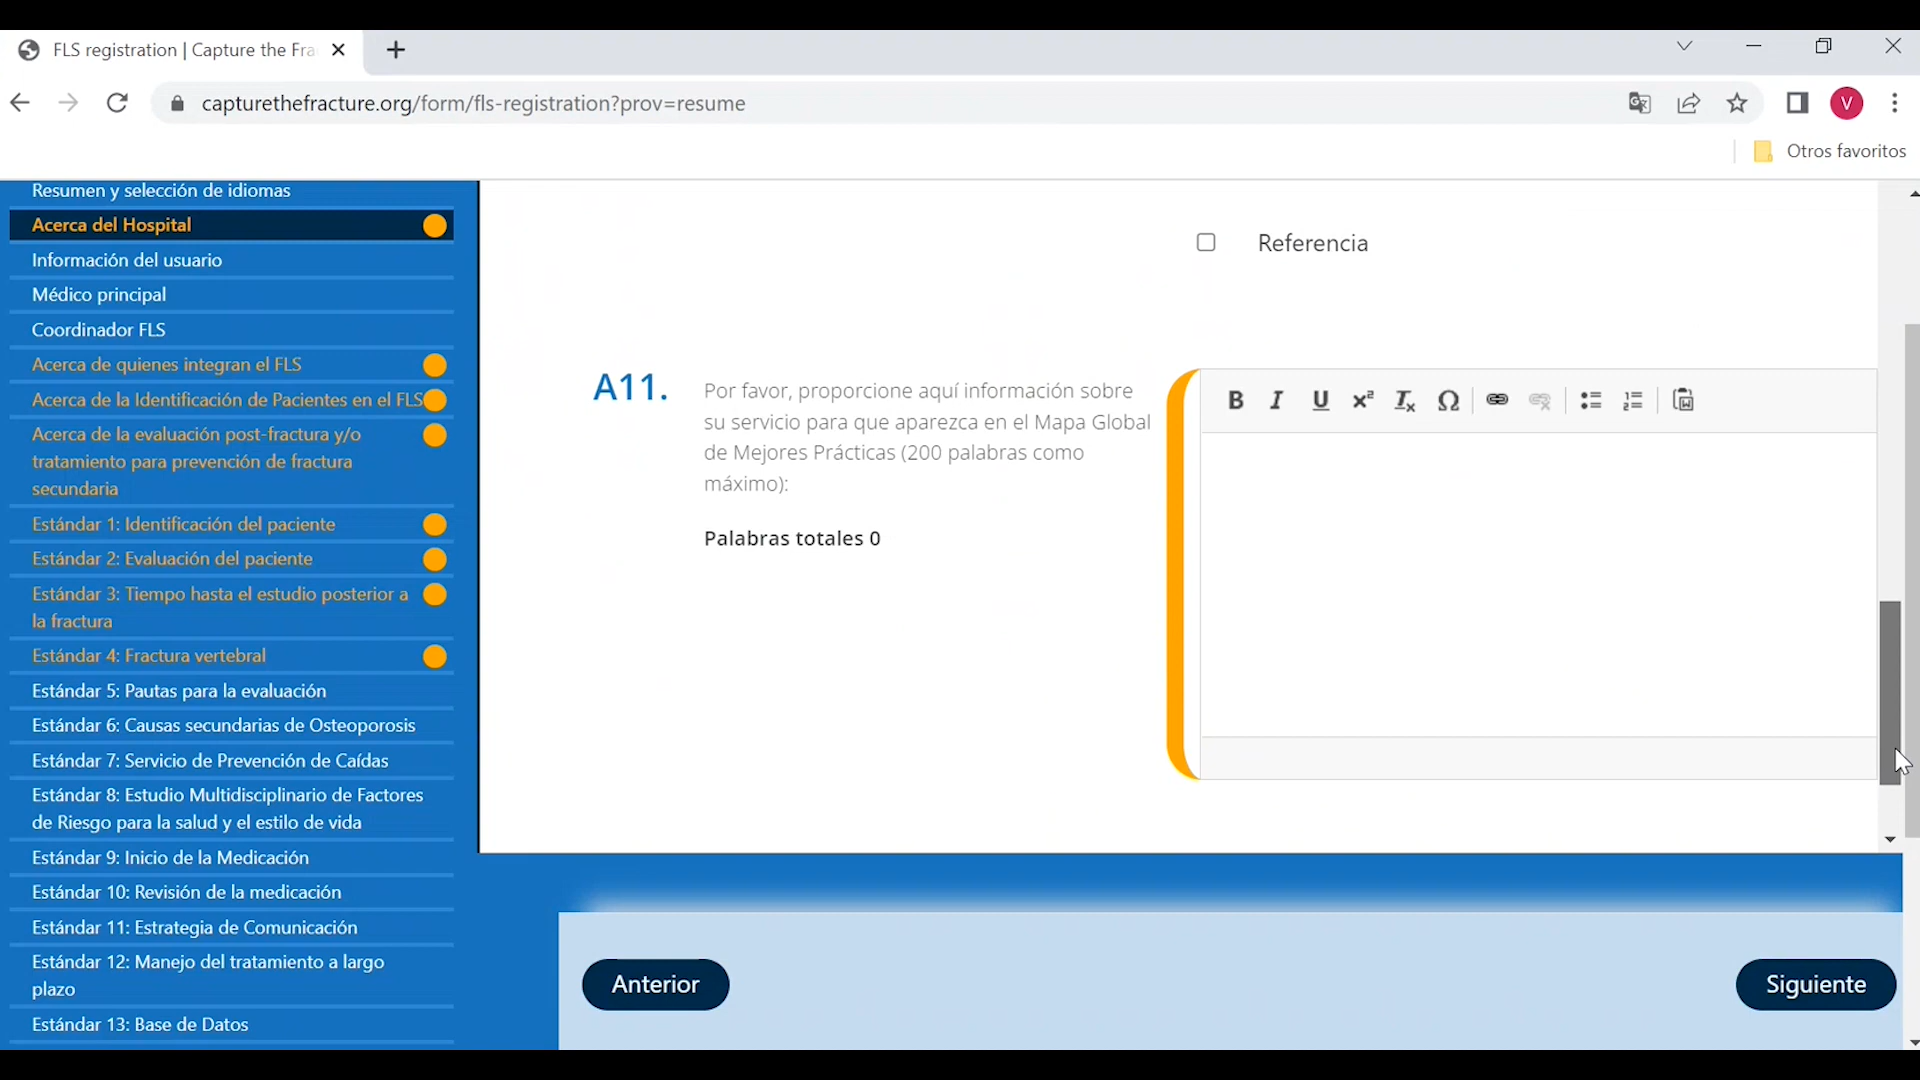 FLS registration | Capture the Fra
capturethefracture.org/form/fls-registration?prov=resume
V
Otros favoritos
Resumen y selección de idiomas
Acerca del Hospital
Información del usuario
Médico principal
Coordinador FLS
Acerca de quienes integran el FLS
Acerca de la Identificación de Pacientes en el FLS
Acerca de la evaluación post-fractura y/o
tratamiento para prevención de fractura
secundaria
Estándar 1: Identificación del paciente
Estándar 2: Evaluación del paciente
Estándar 3: Tiempo hasta el estudio posterior a
la fractura
Estándar 4: Fractura vertebral
Estándar 5: Pautas para la evaluación
Estándar 6: Causas secundarias de Osteoporosis
Estándar 7: Servicio de Prevención de Caídas
Estándar 8: Estudio Multidisciplinario de Factores
de Riesgo para la salud y el estilo de vida
Estándar 9: Inicio de la Medicación
Estándar 10: Revisión de la medicación
Estándar 11: Estrategia de Comunicación
Estándar 12: Manejo del tratamiento a largo
plazo
Estándar 13: Base de Datos
Referencia
A11.
Por favor, proporcione aquí información sobre
su servicio para que aparezca en el Mapa Global
de Mejores Prácticas (200 palabras como
máximo):
Palabras totales 0
B I U x² Tx Ω
Anterior
Siguiente